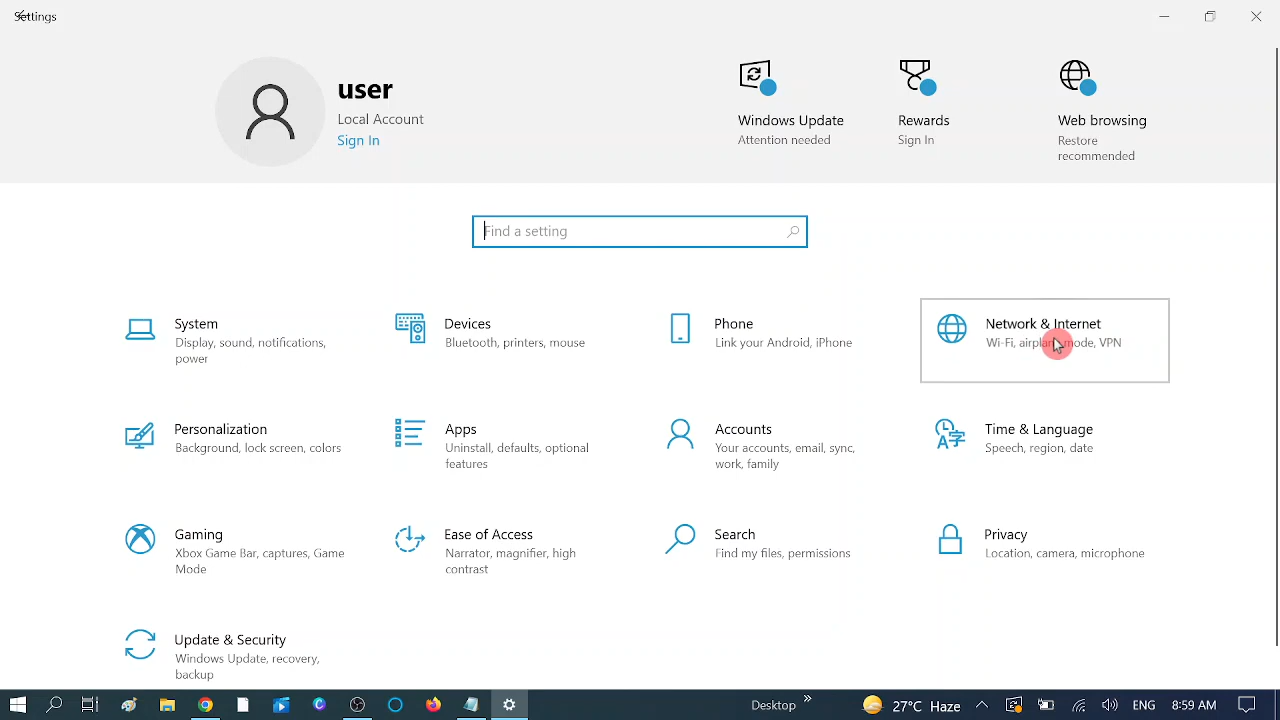 Settings
user
Local Account
Sign In
Windows Update
Attention needed
Rewards
Sign In
Web browsing
Restore
recommended
Find a setting
System
Display, sound, notifications,
power
Devices
Bluetooth, printers, mouse
Phone
Link your Android, iPhone
Network & Internet
Wi-Fi, airplane mode, VPN
Personalization
Background, lock screen, colors
Apps
Uninstall, defaults, optional
features
Accounts
Your accounts, email, sync,
work, family
Time & Language
Speech, region, date
Gaming
Xbox Game Bar, captures, Game
Mode
Ease of Access
Narrator, magnifier, high
contrast
Search
Find my files, permissions
Privacy
Location, camera, microphone
Update & Security
Windows Update, recovery,
backup
Desktop » 27°C Haze ENG 8:59 AM